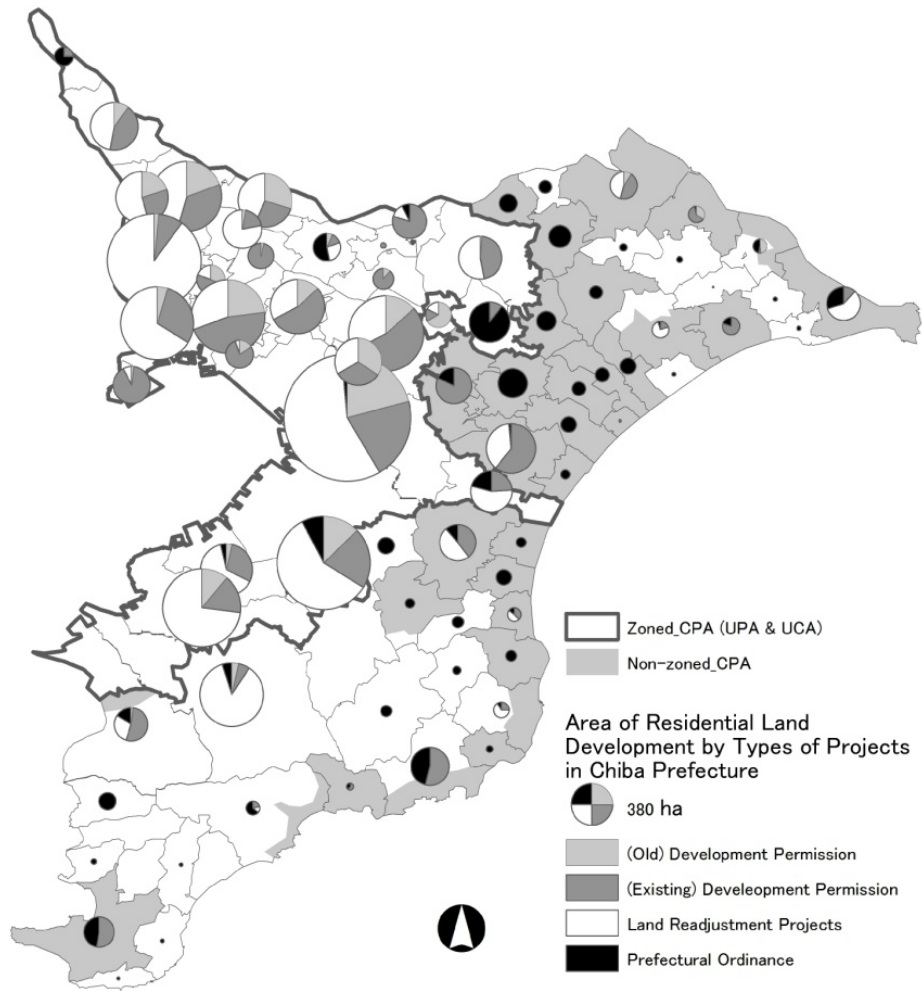 Zoned_CPA (UPA & UCA)
Non-zoned_CPA
Area of Residential Land
Development by Types of Projects
in Chiba Prefecture
380 ha
(Old) Development Permission
(Existing) Develeopment Permission
Land Readjustment Projects
Prefectural Ordinance